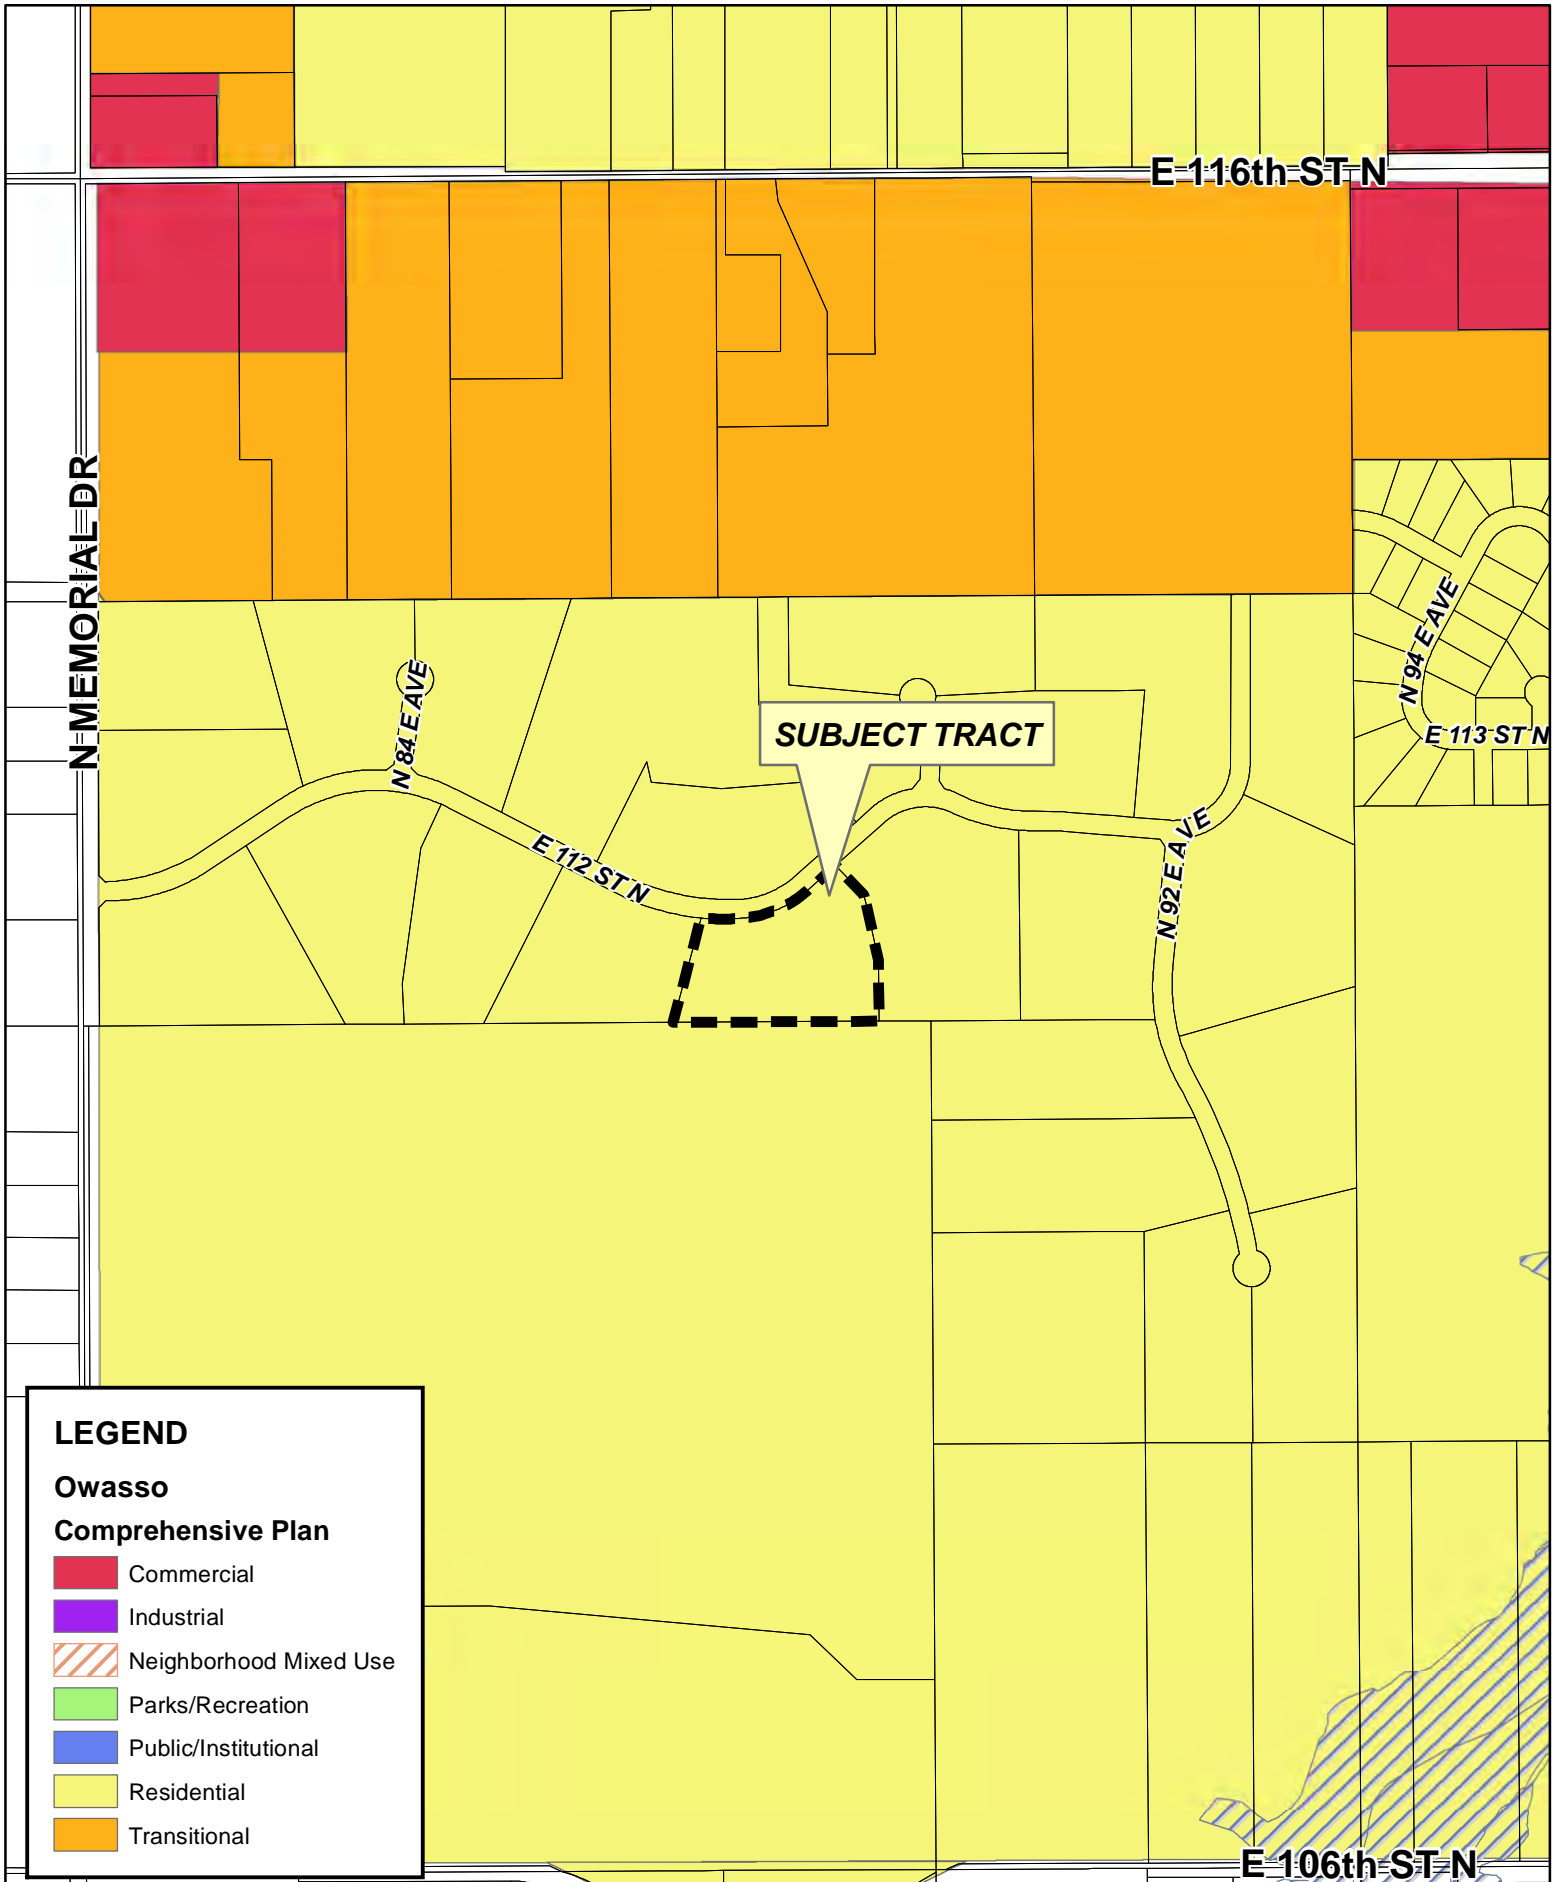 E 116th ST N
N MEMORIAL DR
N 94 E AVE
N 84 E AVE
SUBJECT TRACT
E 113 ST N
E 112 ST N
N 92 E AVE
LEGEND
Owasso
Comprehensive Plan
Commercial
Industrial
Neighborhood Mixed Use
Parks/Recreation
Public/Institutional
Residential
Transitional
E 106th ST N